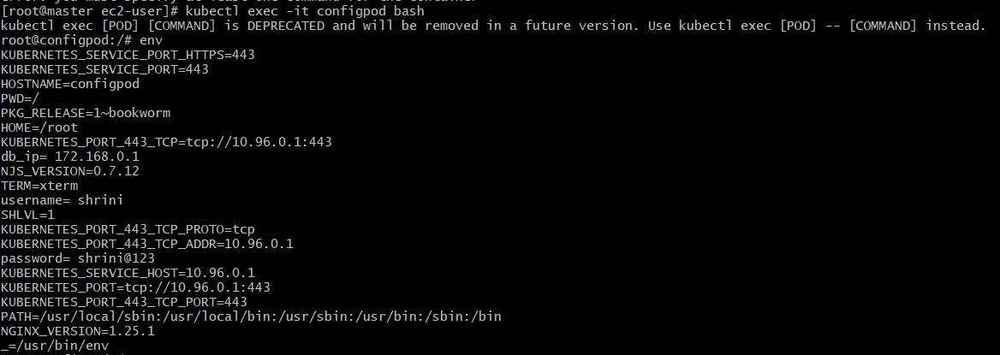 [root@master ec2-user]# kubectl exec -it configpod bash
kubectl exec [POD] [COMMAND] is DEPRECATED and will be removed in a future version. Use kubectl exec [POD] -- [COMMAND] instead.
root@configpod:/# env
KUBERNETES_SERVICE_PORT_HTTPS=443
KUBERNETES_SERVICE_PORT=443
HOSTNAME=configpod
PWD=/
PKG_RELEASE=1~bookworm
HOME=/root
KUBERNETES_PORT_443_TCP=tcp://10.96.0.1:443
db_ip= 172.168.0.1
NJS_VERSION=0.7.12
TERM=xterm
username= shrini
SHLVL=1
KUBERNETES_PORT_443_TCP_PROTO=tcp
KUBERNETES_PORT_443_TCP_ADDR=10.96.0.1
password= shrini@123
KUBERNETES_SERVICE_HOST=10.96.0.1
KUBERNETES_PORT=tcp://10.96.0.1:443
KUBERNETES_PORT_443_TCP_PORT=443
PATH=/usr/local/sbin:/usr/local/bin:/usr/sbin:/usr/bin:/sbin:/bin
NGINX_VERSION=1.25.1
_=/usr/bin/env